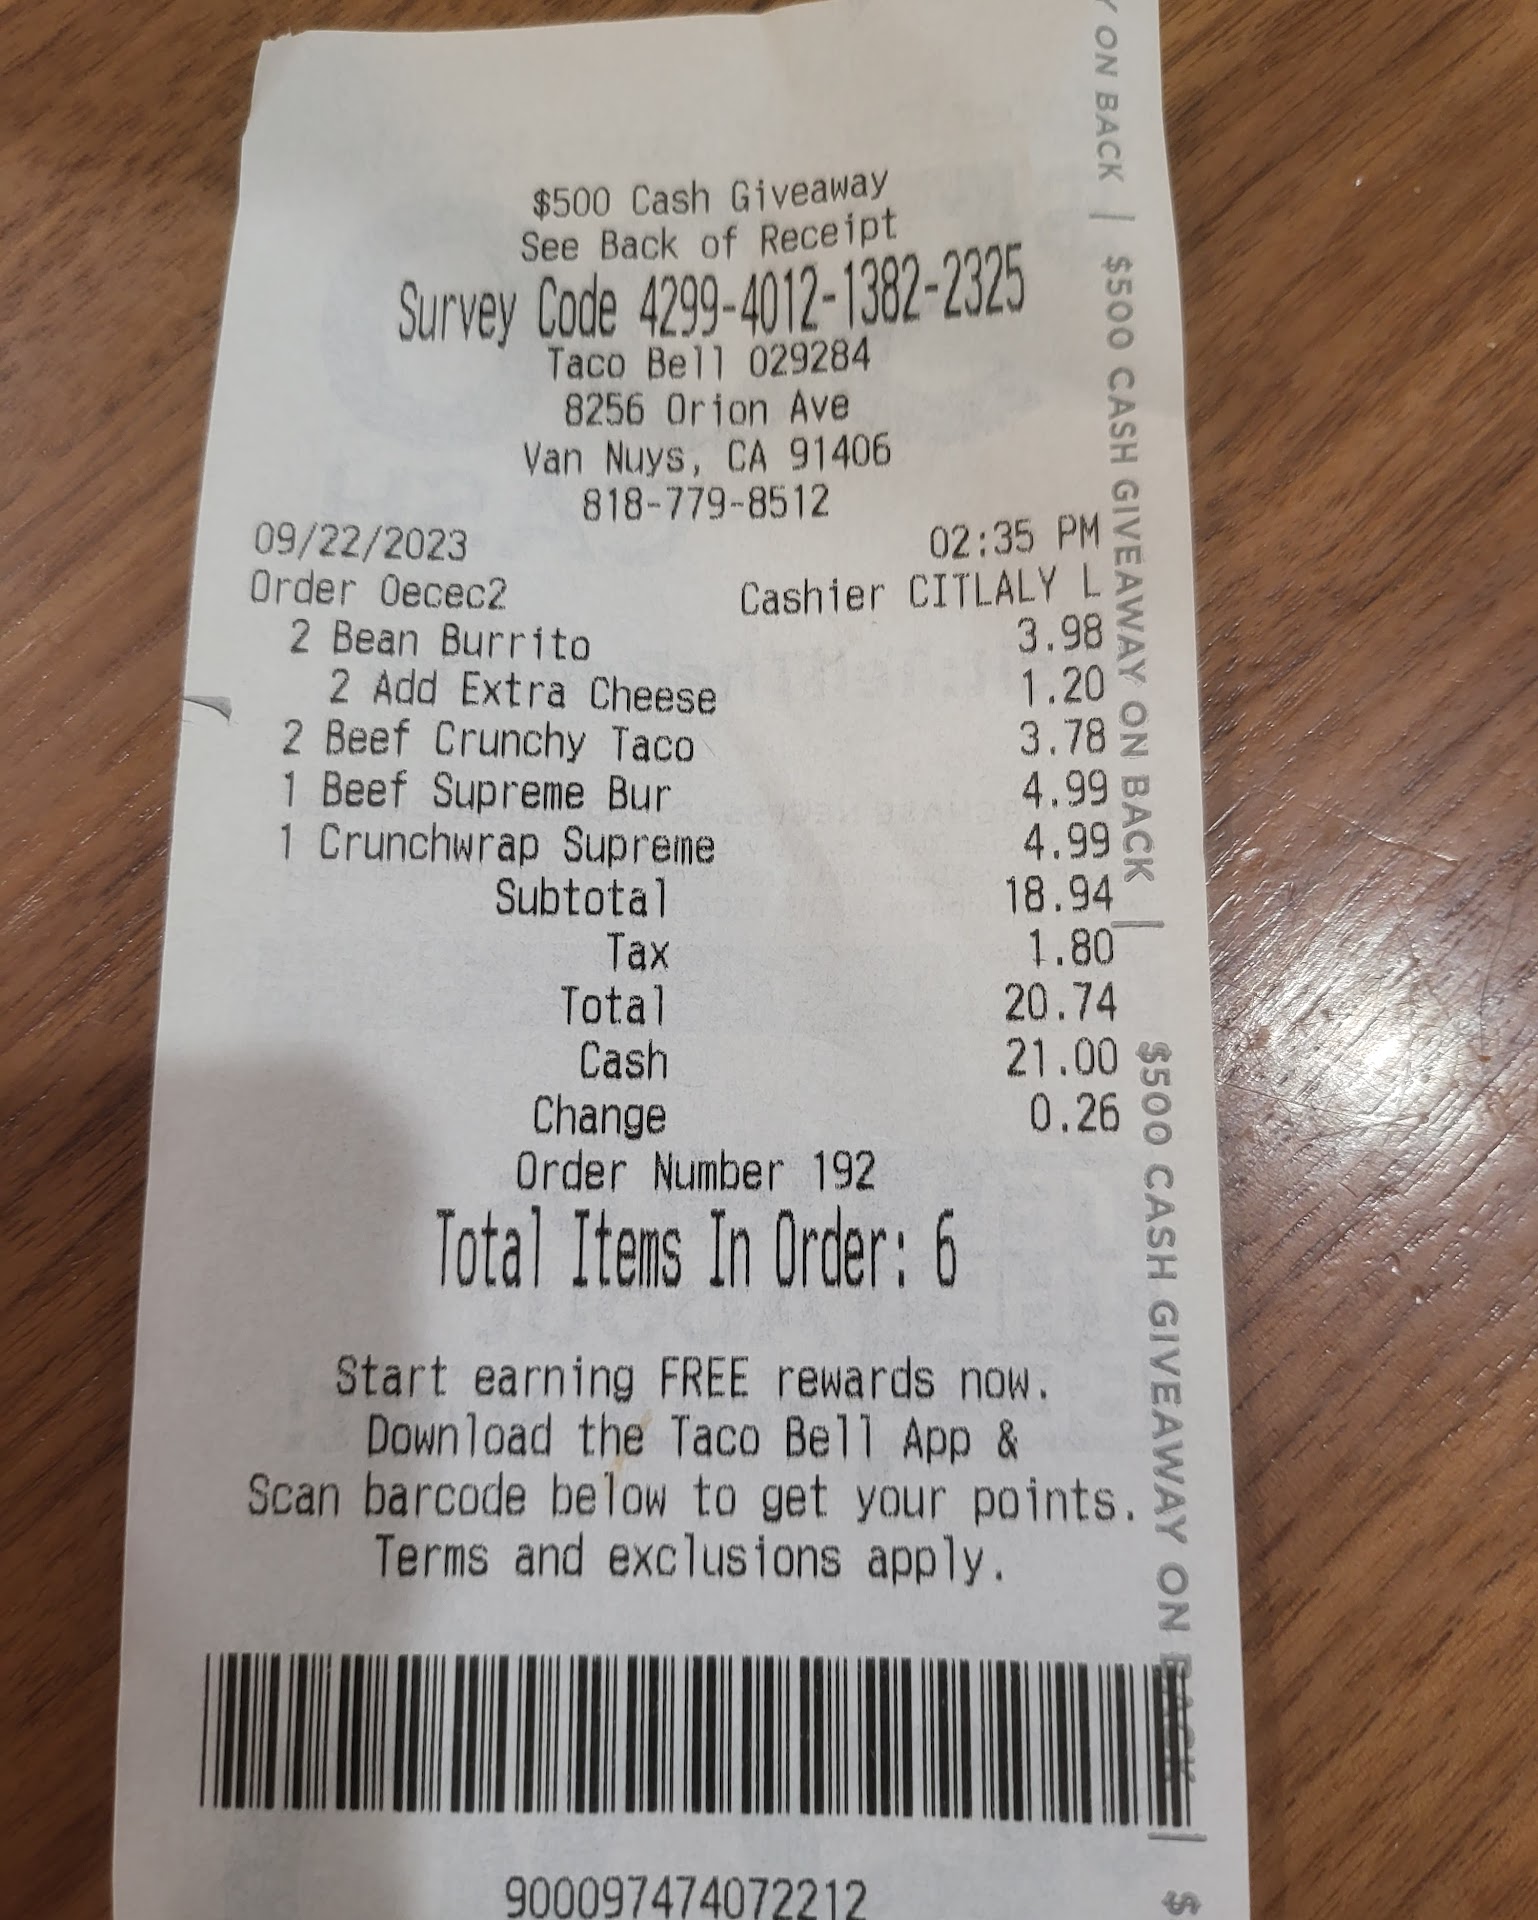 $500 Cash Giveaway
See Back of Receipt
Survey Code 4299-4012-1382-2325
Taco Bell 029284
8256 Orion Ave
Van Nuys, CA 91406
818-779-8512
09/22/2023 02:35 PM
Order Oecec2 Cashier CITLALY L
2 Bean Burrito 3.98
2 Add Extra Cheese 1.20
2 Beef Crunchy Taco 3.78
1 Beef Supreme Bur 4.99
1 Crunchwrap Supreme 4.99
Subtotal 18.94
Tax 1.80
Total 20.74
Cash 21.00
Change 0.26
Order Number 192
Total Items In Order: 6
Start earning FREE rewards now.
Download the Taco Bell App &
Scan barcode below to get your points.
Terms and exclusions apply.
900097474072212
Y ON BACK | $500 CASH GIVEAWAY ON BACK | $500 CASH GIVEAWAY ON BACK | $